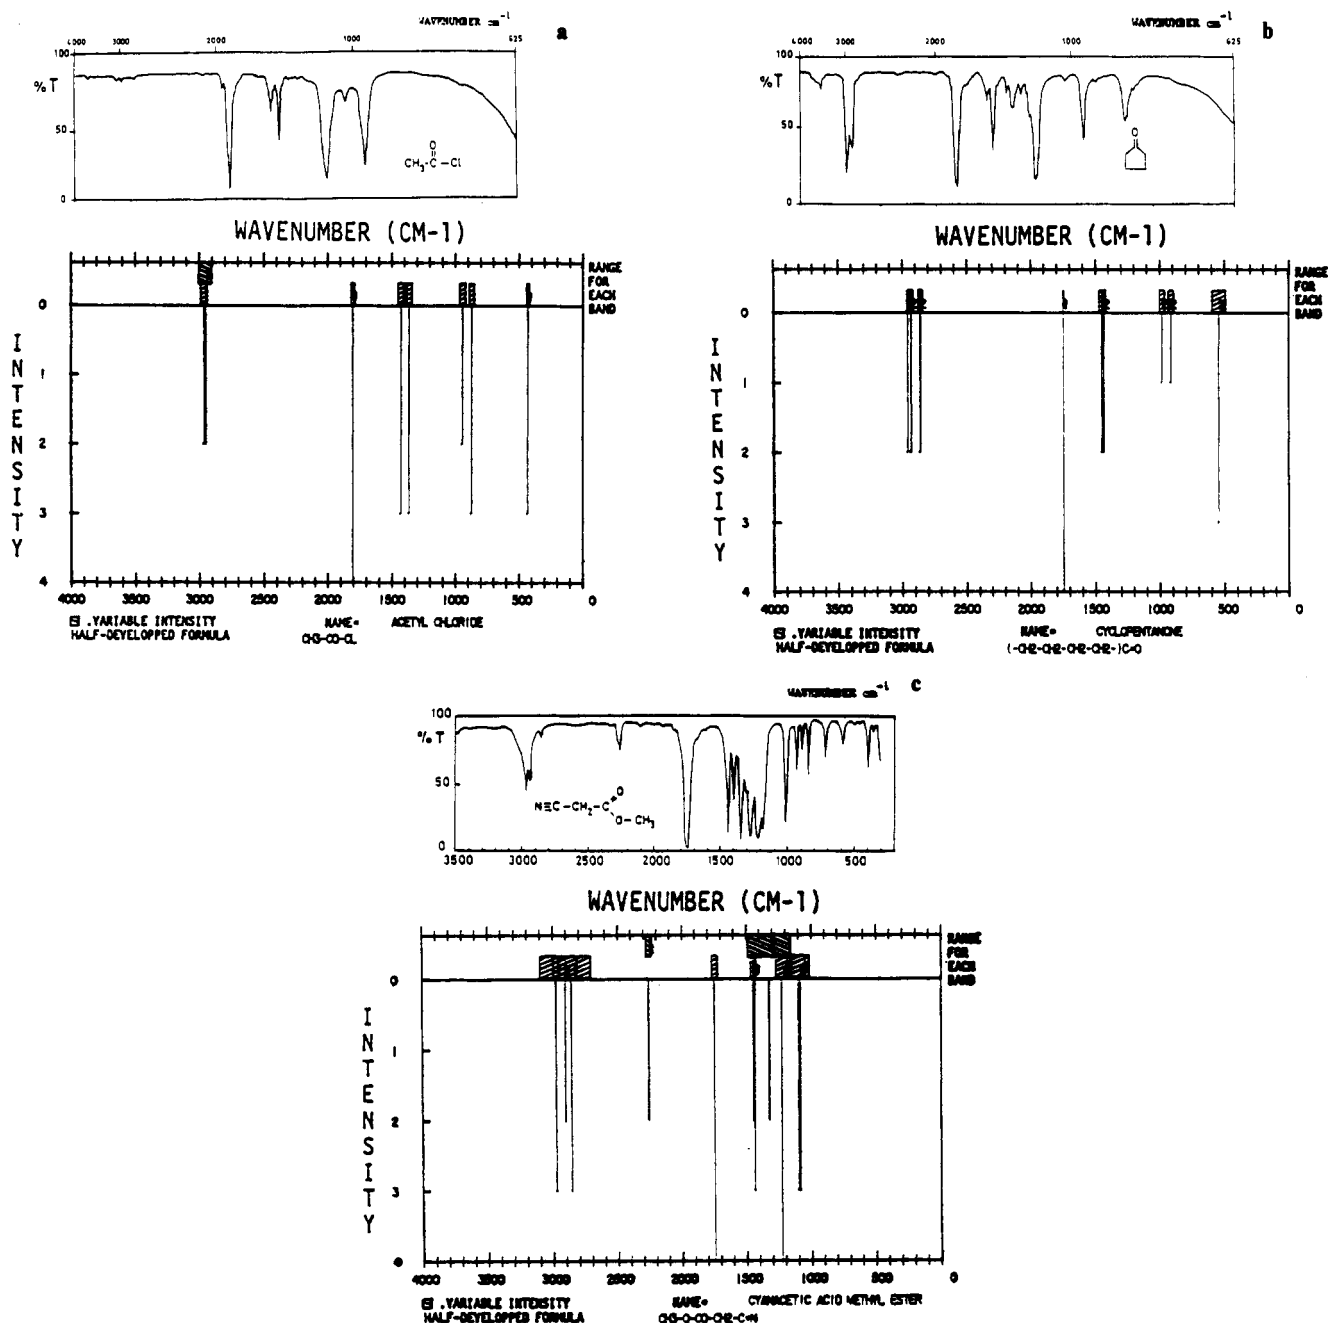 WAVENUMBER cm-1
a
4000 3000 2000 1000 625
100
%T
50
0
O
CH3-C-Cl
WAVENUMBER (CM-1)
RANGE
FOR
EACH
BAND
INTENSITY
0
1
2
3
4
4000 3500 3000 2500 2000 1500 1000 500 0
.VARIABLE INTENSITY NAME= ACETYL CHLORIDE
HALF-DEVELOPPED FORMULA CH3-CO-CL
WAVENUMBER cm-1
b
4000 3000 2000 1000 625
100
%T
50
0
O
WAVENUMBER (CM-1)
RANGE
FOR
EACH
BAND
INTENSITY
0
1
2
3
4
4000 3500 3000 2500 2000 1500 1000 500 0
.VARIABLE INTENSITY NAME= CYCLOPENTANONE
HALF-DEVELOPPED FORMULA (-CH2-CH2-CH2-CH2-)C=O
WAVENUMBER cm-1
c
100
%T
50
0
N≡C-CH2-C O
O-CH3
3500 3000 2500 2000 1500 1000 500
WAVENUMBER (CM-1)
RANGE
FOR
EACH
BAND
INTENSITY
0
1
2
3
4000 3500 3000 2500 2000 1500 1000 500 0
.VARIABLE INTENSITY NAME= CYANACETIC ACID METHYL ESTER
HALF-DEVELOPPED FORMULA CH3-O-CO-CH2-C=N